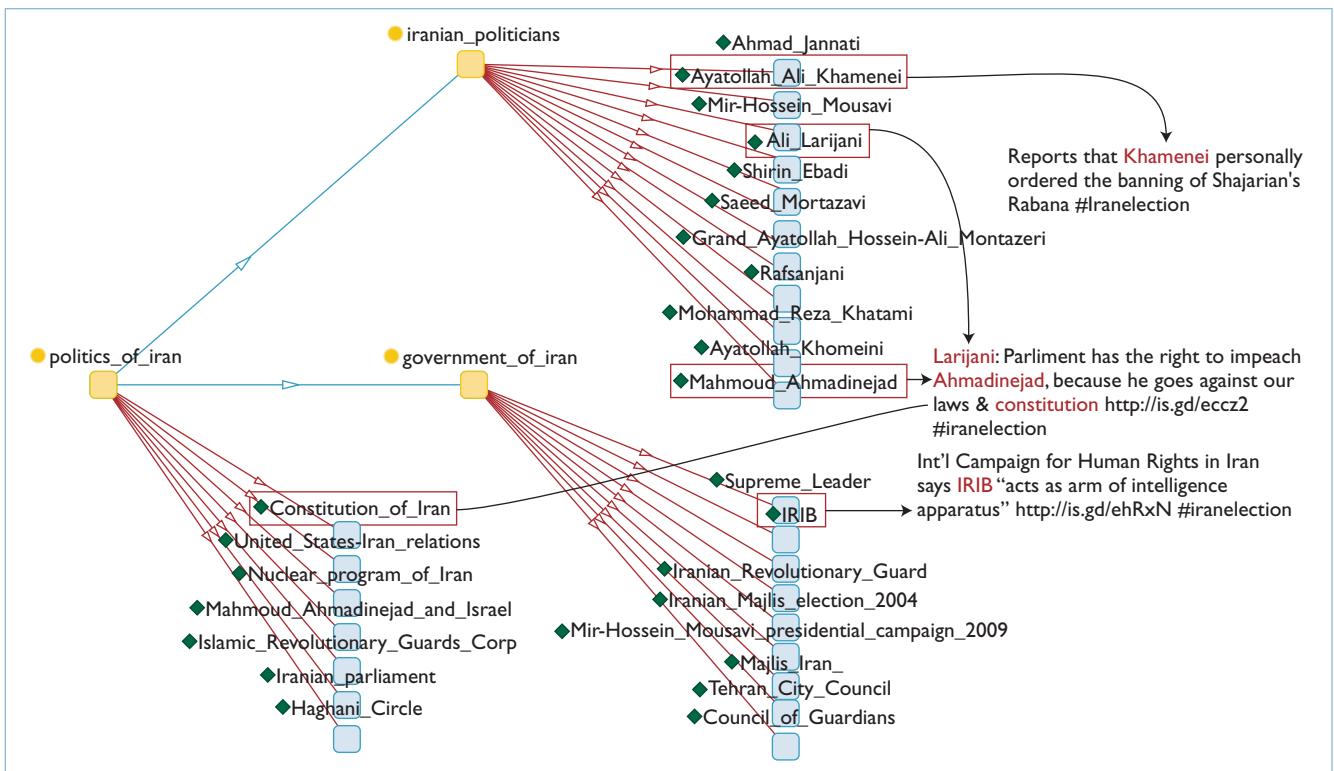 iranian_politicians
Ahmad_Jannati
Ayatollah_Ali_Khamenei
Mir-Hossein_Mousavi
Ali_Larijani
Shirin_Ebadi
Saeed_Mortazavi
Grand_Ayatollah_Hossein-Ali_Montazeri
Rafsanjani
Mohammad_Reza_Khatami
Ayatollah_Khomeini
Mahmoud_Ahmadinejad
Reports that Khamenei personally
ordered the banning of Shajarian's
Rabana #Iranelection
politics_of_iran
government_of_iran
Larijani: Parliment has the right to impeach
Ahmadinejad, because he goes against our
laws & constitution http://is.gd/eccz2
#iranelection
Int'l Campaign for Human Rights in Iran
says IRIB “acts as arm of intelligence
apparatus” http://is.gd/ehRxN #iranelection
Constitution_of_Iran
United_States-Iran_relations
Nuclear_program_of_Iran
Mahmoud_Ahmadinejad_and_Israel
Islamic_Revolutionary_Guards_Corp
Iranian_parliament
Haghani_Circle
Supreme_Leader
IRIB
Iranian_Revolutionary_Guard
Iranian_Majlis_election_2004
Mir-Hossein_Mousavi_presidential_campaign_2009
Majlis_Iran_
Tehran_City_Council
Council_of_Guardians